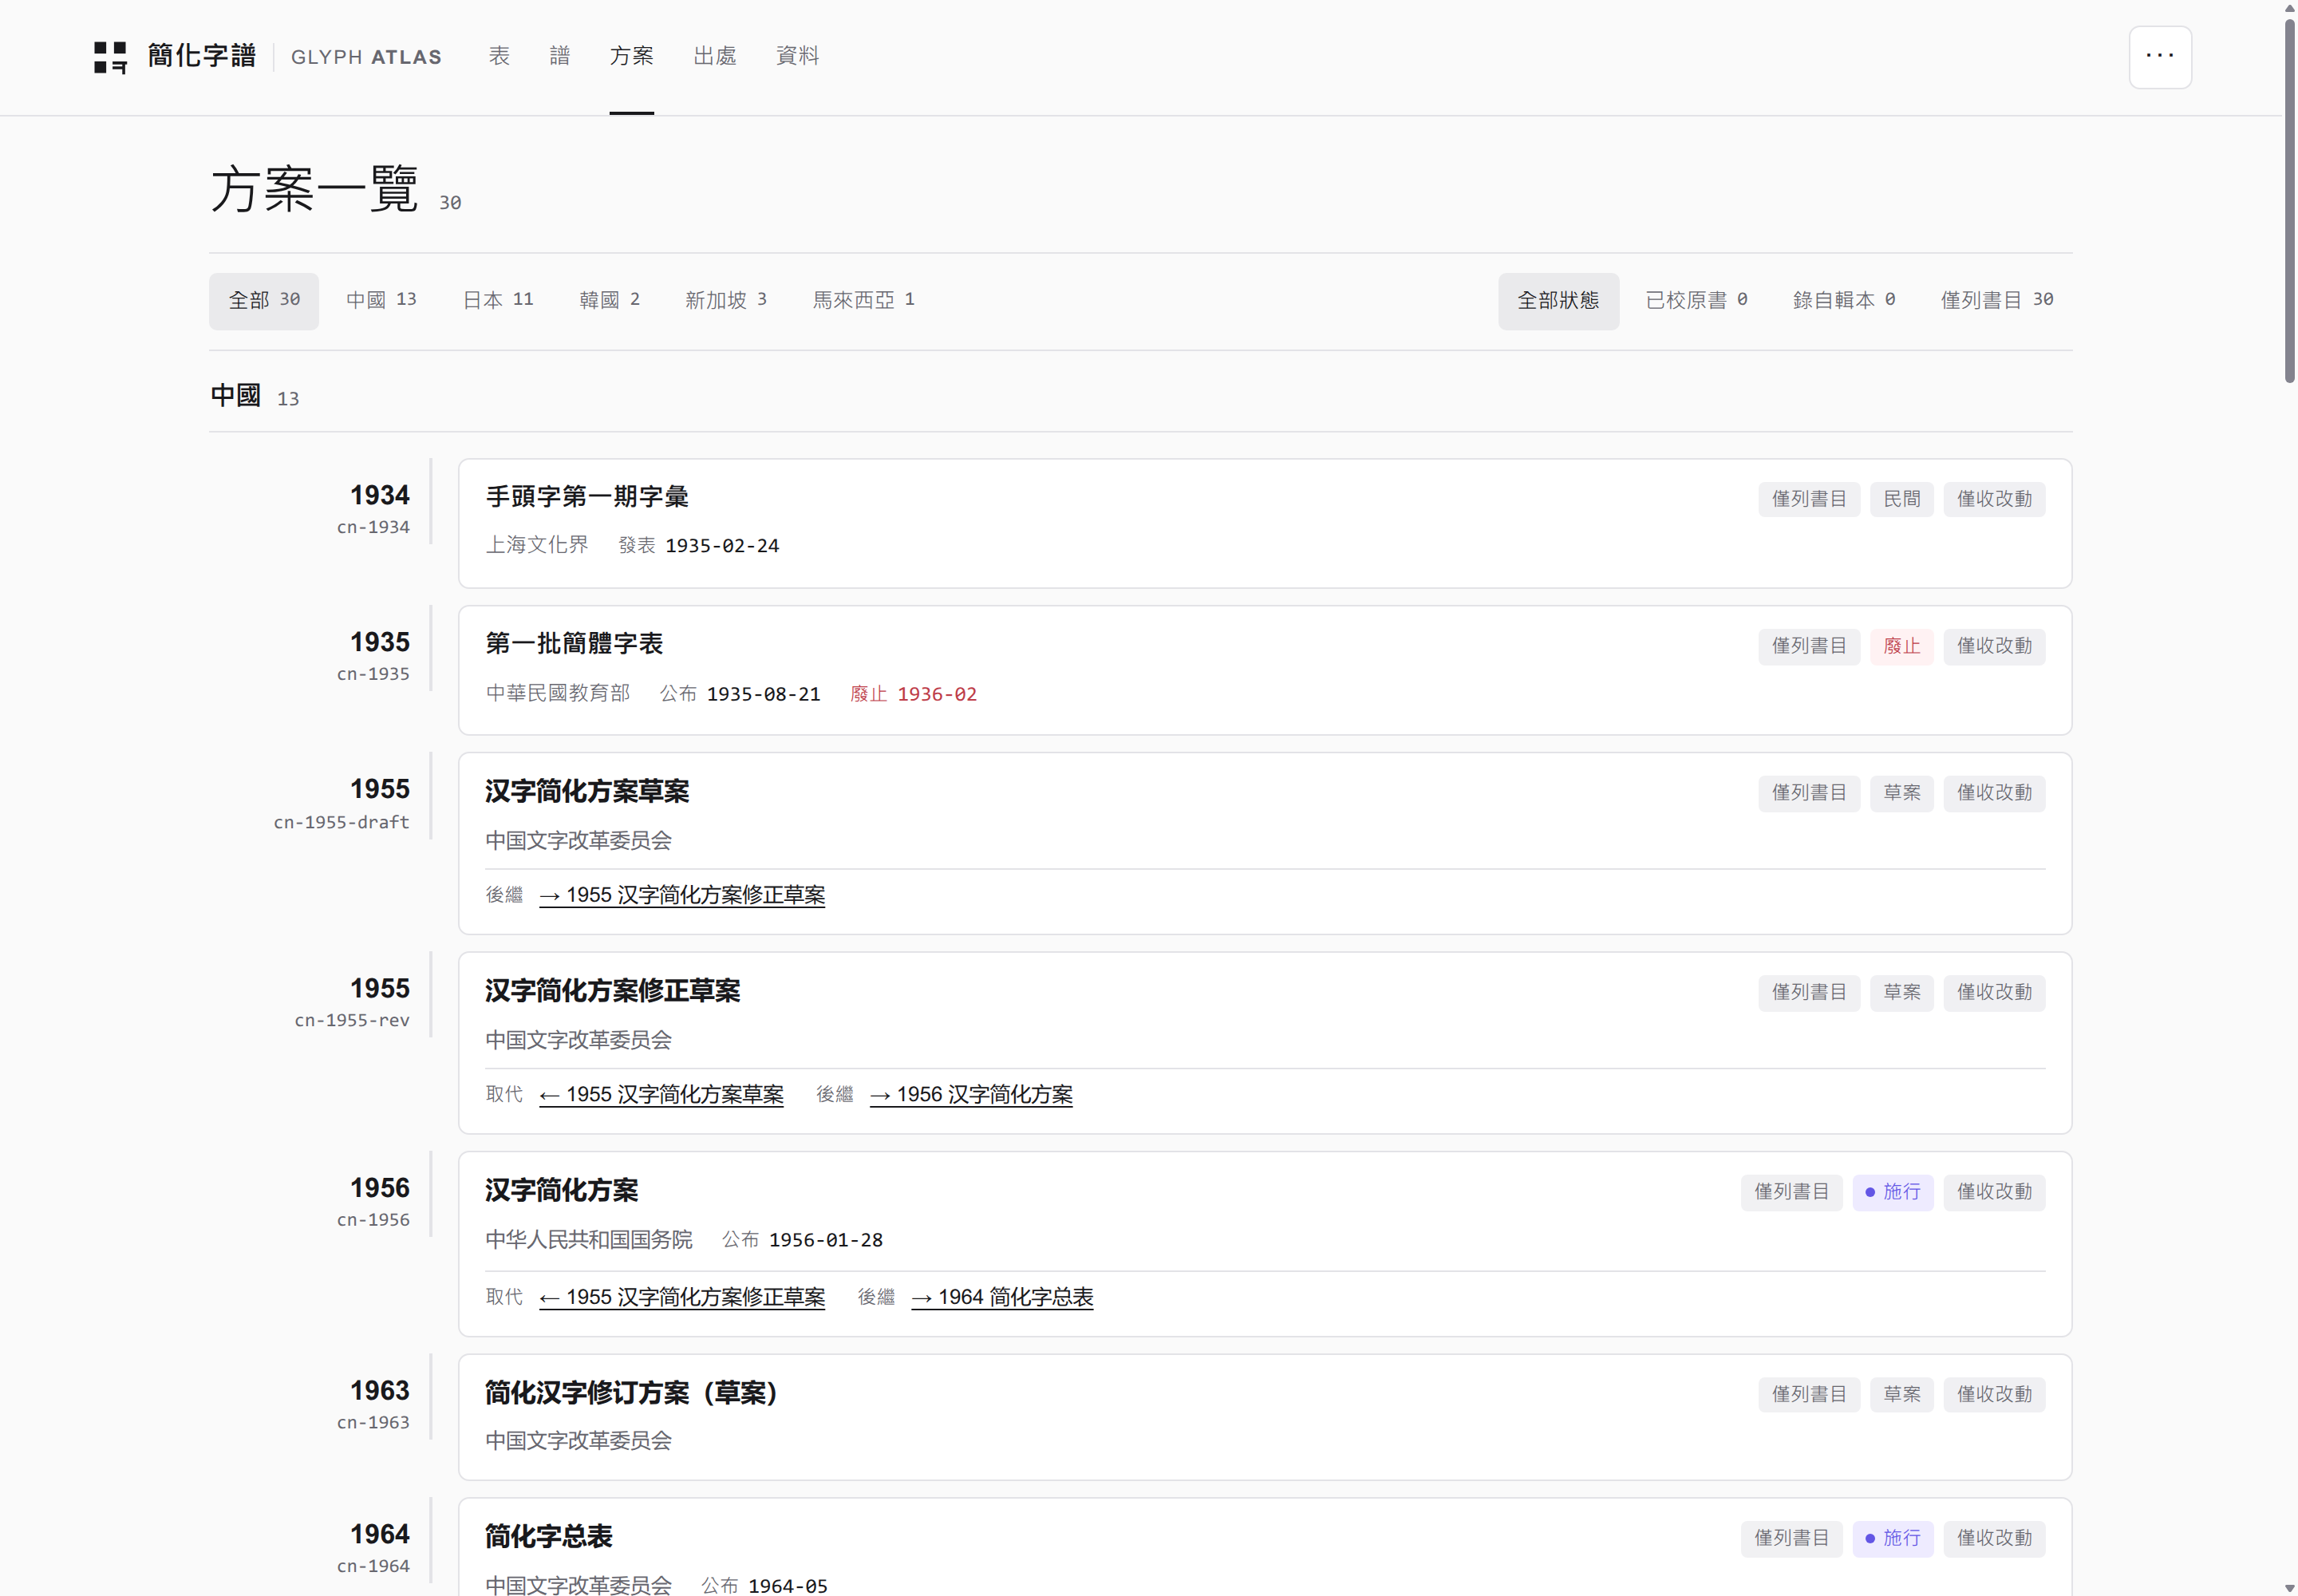 簡化字譜 GLYPH ATLAS 表 譜 方案 出處 資料 ···
方案一覽 30
全部 30 中國 13 日本 11 韓國 2 新加坡 3 馬來西亞 1 全部狀態 已校原書 0 錄自輯本 0 僅列書目 30
中國 13
1934 手頭字第一期字彙 僅列書目 民間 僅收改動
cn-1934 上海文化界 發表 1935-02-24
1935 第一批簡體字表 僅列書目 廢止 僅收改動
cn-1935 中華民國教育部 公布 1935-08-21 廢止 1936-02
1955 汉字简化方案草案 僅列書目 草案 僅收改動
cn-1955-draft 中国文字改革委员会
後繼 → 1955 汉字简化方案修正草案
1955 汉字简化方案修正草案 僅列書目 草案 僅收改動
cn-1955-rev 中国文字改革委员会
取代 ← 1955 汉字简化方案草案 後繼 → 1956 汉字简化方案
1956 汉字简化方案 僅列書目 施行 僅收改動
cn-1956 中华人民共和国国务院 公布 1956-01-28
取代 ← 1955 汉字简化方案修正草案 後繼 → 1964 简化字总表
1963 简化汉字修订方案（草案） 僅列書目 草案 僅收改動
cn-1963 中国文字改革委员会
1964 简化字总表 僅列書目 施行 僅收改動
cn-1964 中国文字改革委员会 公布 1964-05